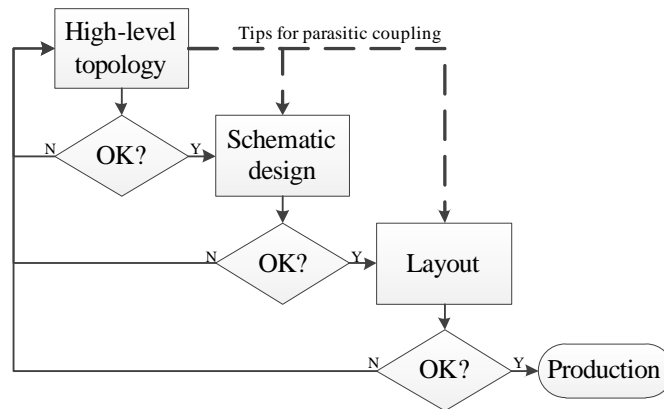 High-level
topology
Tips for parasitic coupling
N
OK?
Y
Schematic
design
N
OK?
Y
Layout
N
OK?
Y
Production